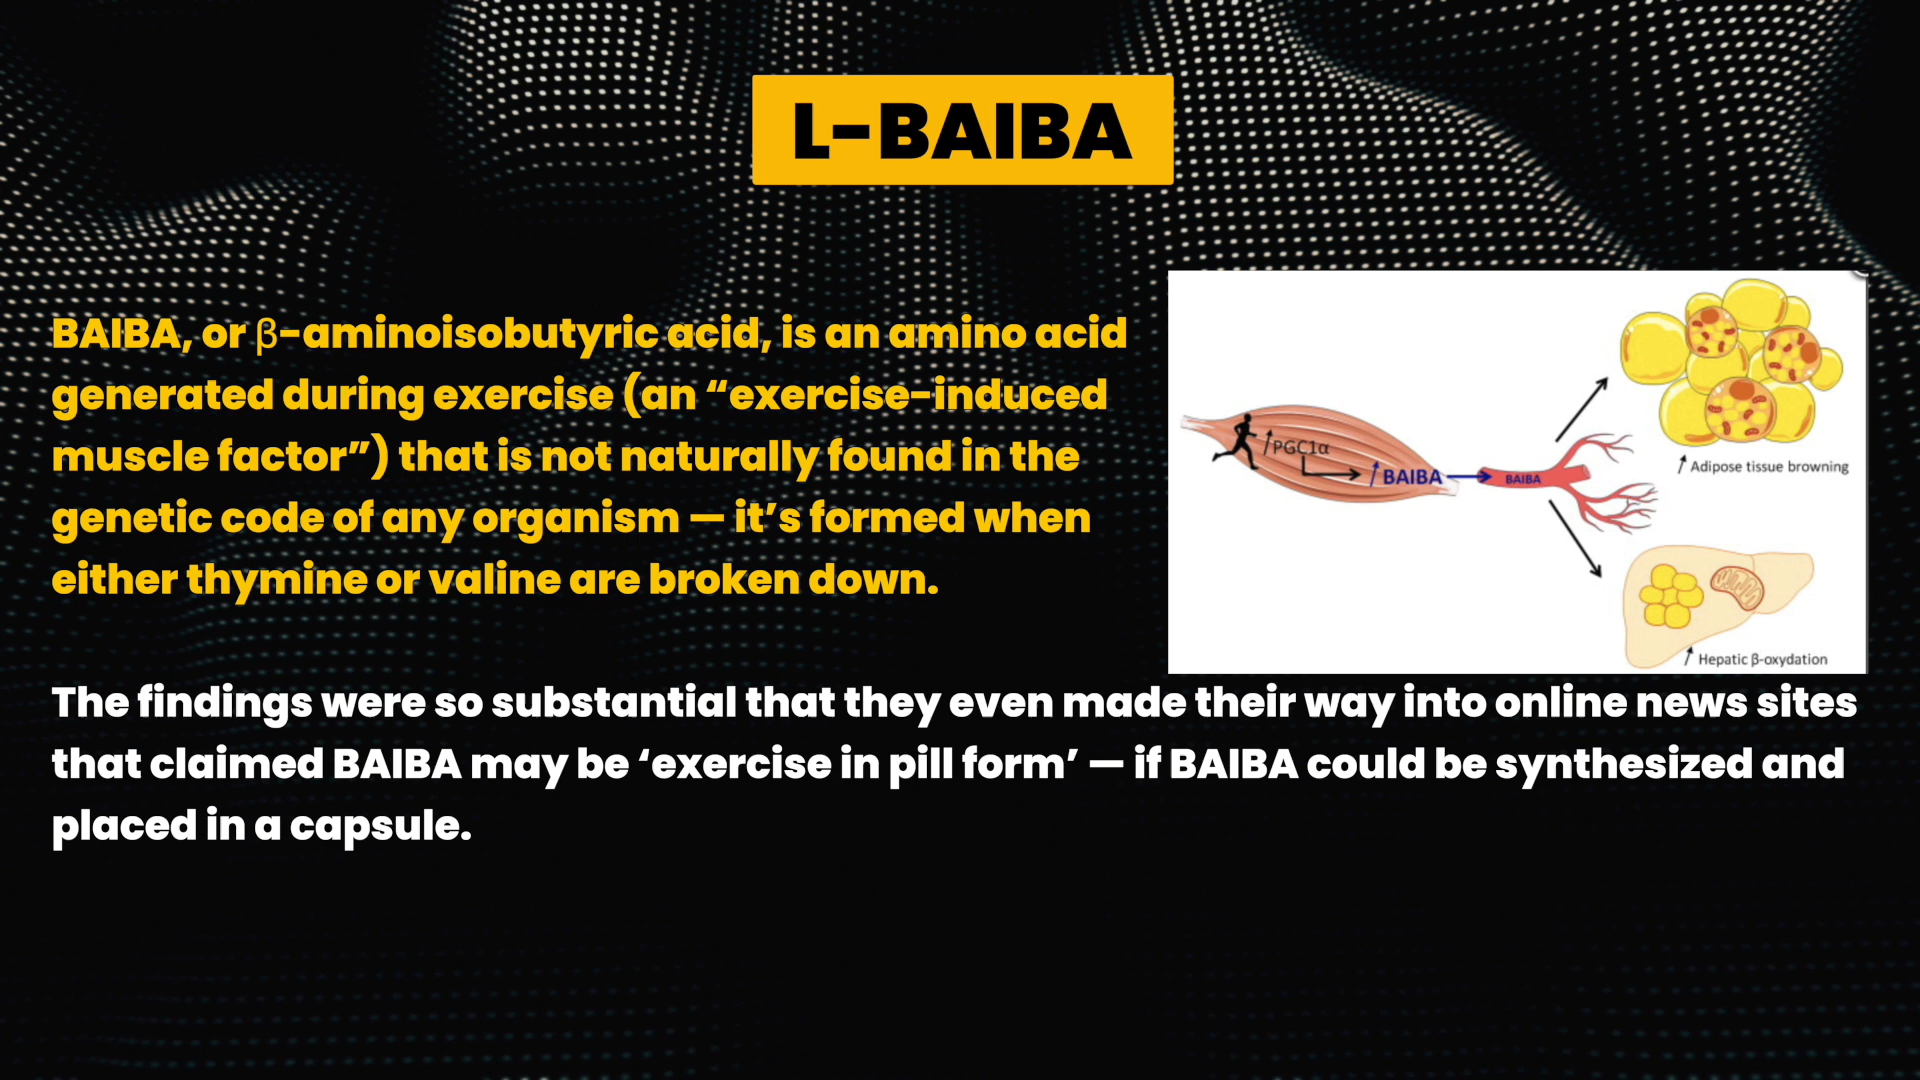 L-BAIBA
BAIBA, or β-aminoisobutyric acid, is an amino acid
generated during exercise (an “exercise-induced
muscle factor”) that is not naturally found in the
genetic code of any organism — it’s formed when
either thymine or valine are broken down.
PGC1α
BAIBA
BAIBA
Adipose tissue browning
Hepatic β-oxydation
The findings were so substantial that they even made their way into online news sites
that claimed BAIBA may be ‘exercise in pill form’ — if BAIBA could be synthesized and
placed in a capsule.